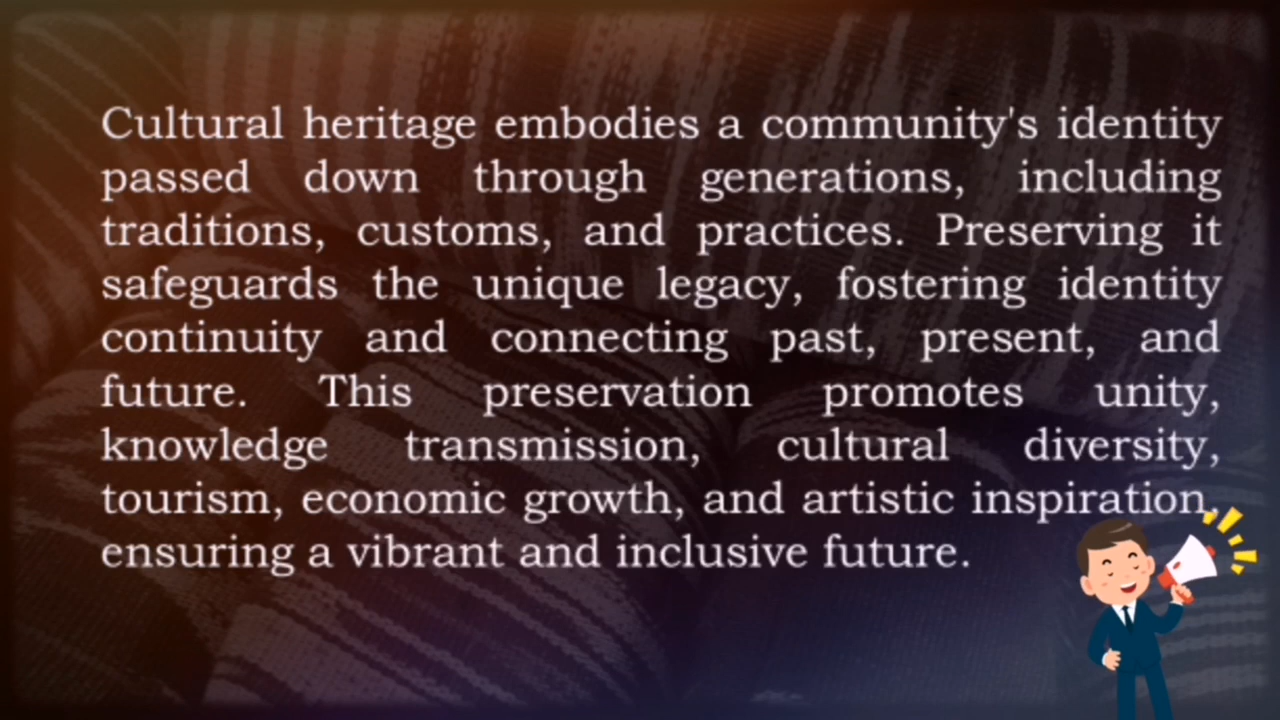 Cultural heritage embodies a community's identity
passed down through generations, including
traditions, customs, and practices. Preserving it
safeguards the unique legacy, fostering identity
continuity and connecting past, present, and
future. This preservation promotes unity,
knowledge transmission, cultural diversity,
tourism, economic growth, and artistic inspiration,
ensuring a vibrant and inclusive future.